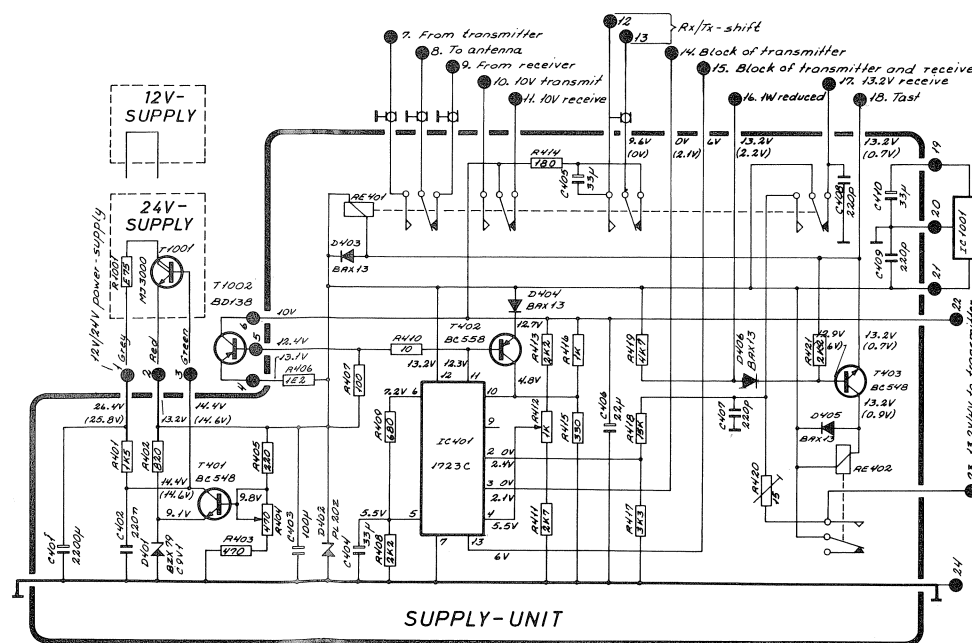 12
13
Rx/Tx-shift
7. From transmitter
8. To antenna
9. From receiver
10. 10V transmit
11. 10V receive
14. Block of transmitter
15. Block of transmitter and receive
16. 1W reduced
17. 13.2V receive
18. Tast
12V-
SUPPLY
24V-
SUPPLY
T1001
R1001
E75
MJ3000
12V/24V power supply
1 Grey
2 Red
3 Green
T1002
BD138
6
5
4
10V
12.4V
13.1V
R406
1E2
R407
100
R410
10
RE401
D403
BAX13
R414
180
C405
33µ
9.6V
(0V)
0V
(2.1V)
6V
13.2V
(2.2V)
13.2V
(0.7V)
C408
220p
C410
33µ
C409
220p
19
20
21
IC1001
22
23
24
D404
BAX13
T402
BC558
12.7V
4.8V
13.2V
12.3V
12
11
7.2V
6
10
9
2 0V
2.4V
3 0V
2.1V
4
5.5V
5.5V
5
7
13
6V
IC401
1723C
R409
680
R408
2K2
C404
33µ
R413
2K2
R412
1K
R411
2K7
R416
1K
R415
330
C406
22µ
R419
4K7
R418
15K
R417
3K3
C407
220p
D406
BAX13
R421
2K2
12.9V
13.2V
(0.7V)
T403
BC548
13.2V
(0.9V)
D405
BAX13
RE402
R420
15
26.4V
(25.8V)
13.2V
14.4V
(14.6V)
R401
1K5
R402
820
14.4V
(14.6V)
9.1V
T401
BC548
9.8V
R405
220
R404
470
R403
470
C401
2200µ
C402
220n
D401
BZX79
C9V1
C403
100µ
D402
PL20Z
SUPPLY-UNIT